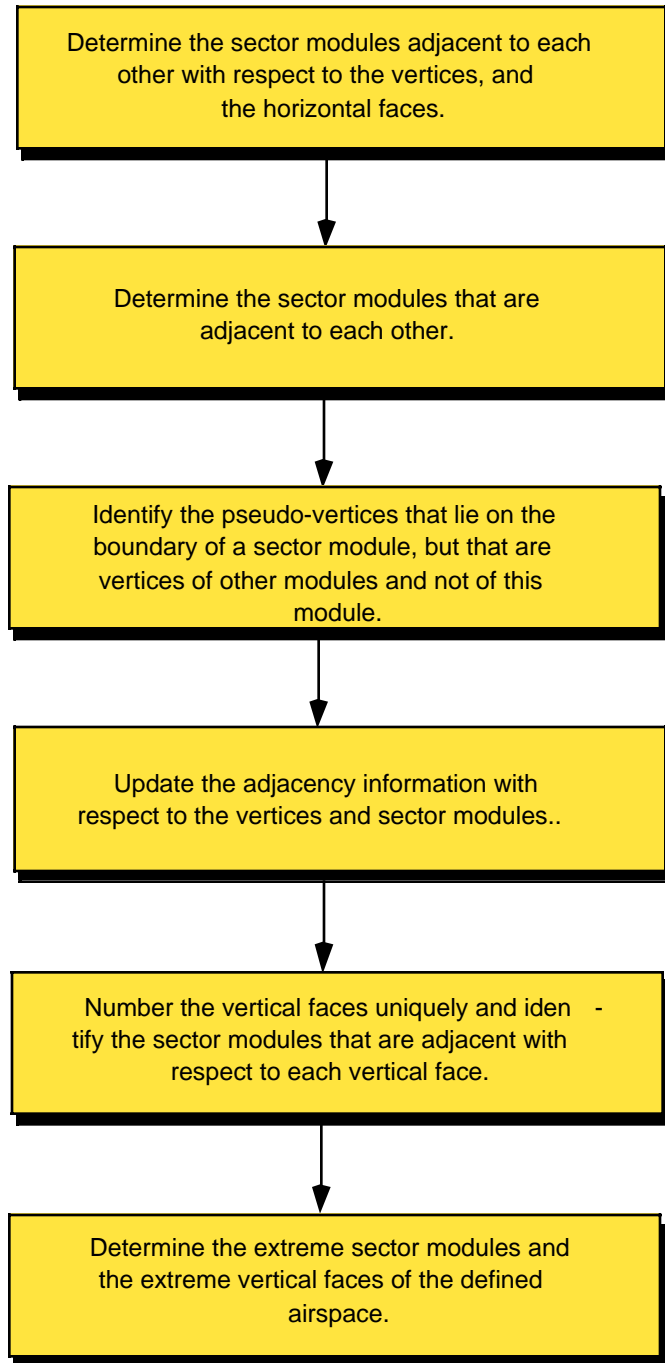 Determine the sector modules adjacent to each
other with respect to the vertices, and
the horizontal faces.
Determine the sector modules that are
adjacent to each other.
Identify the pseudo-vertices that lie on the
boundary of a sector module, but that are
vertices of other modules and not of this
module.
Update the adjacency information with
respect to the vertices and sector modules..
Number the vertical faces uniquely and iden -
tify the sector modules that are adjacent with
respect to each vertical face.
Determine the extreme sector modules and
the extreme vertical faces of the defined
airspace.